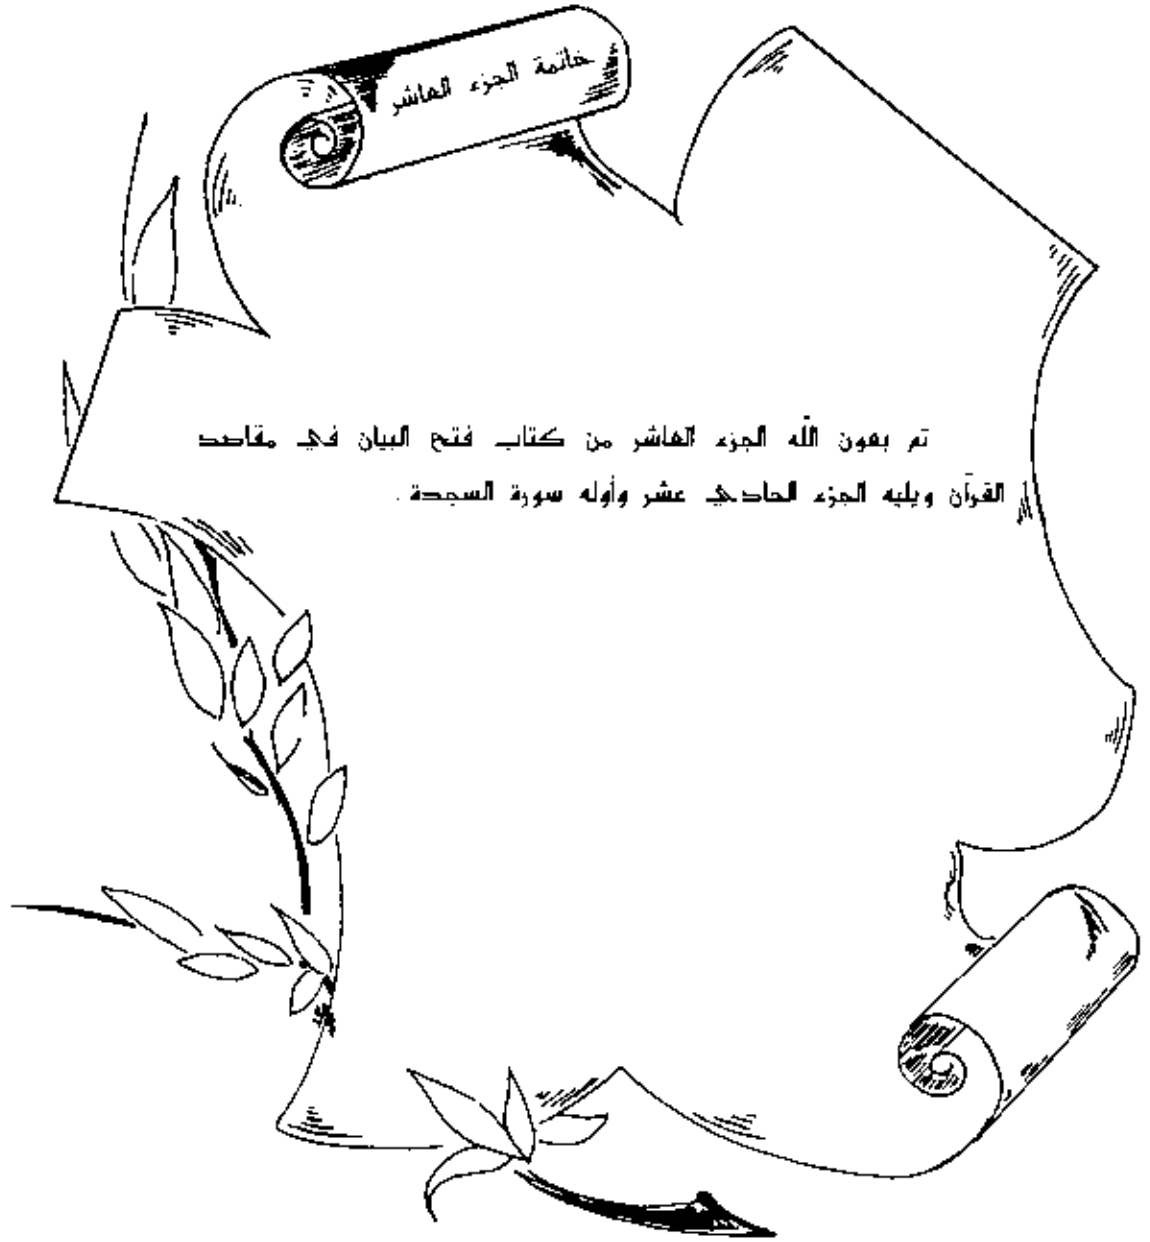 خاتمة الجزء العاشر
تم بعون الله الجزء العاشر من كتاب فتح البيان في مقاصد
القرآن ويليه الجزء الحادي عشر وأوله سورة السجدة .